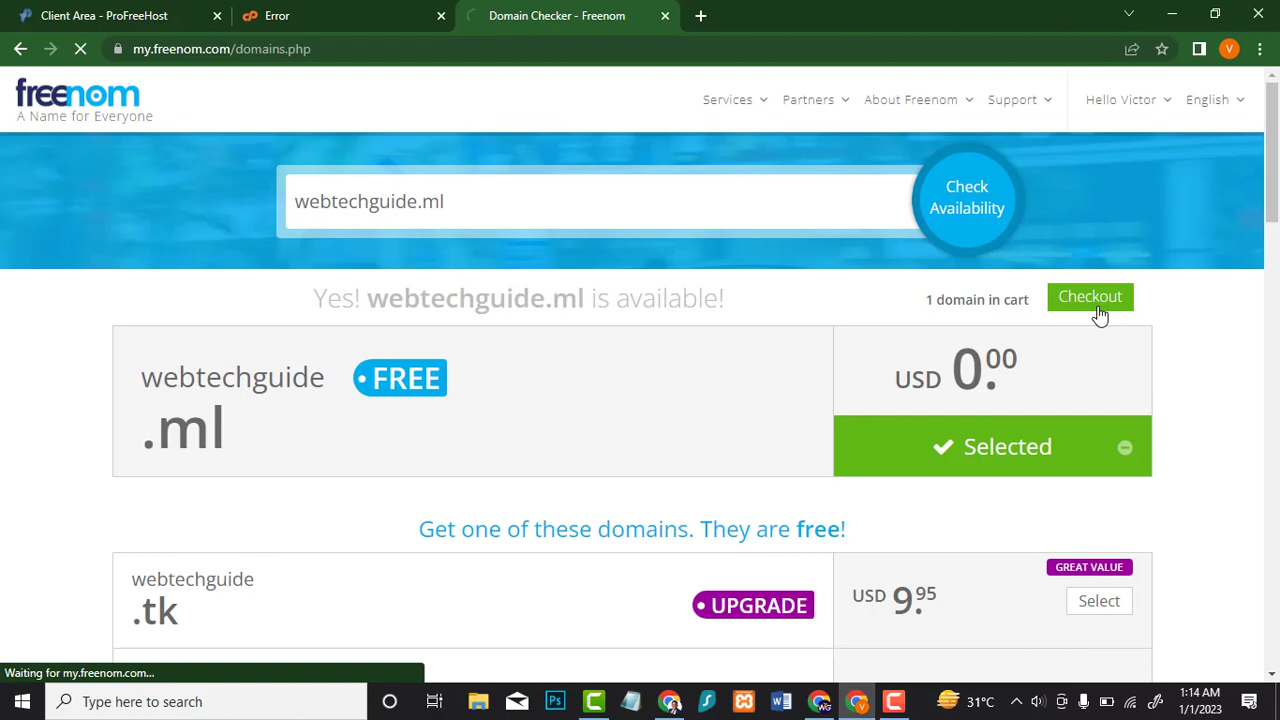 Client Area - ProFreeHost
Error
Domain Checker - Freenom
my.freenom.com/domains.php
V
freenom
A Name for Everyone
Services
Partners
About Freenom
Support
Hello Victor
English
webtechguide.ml
Check
Availability
Yes! webtechguide.ml is available!
1 domain in cart
Checkout
webtechguide
.ml
FREE
USD 0.00
Selected
Get one of these domains. They are free!
webtechguide
.tk
UPGRADE
USD 9.95
GREAT VALUE
Select
Waiting for my.freenom.com...
Type here to search
31°C
1:14 AM
1/1/2023